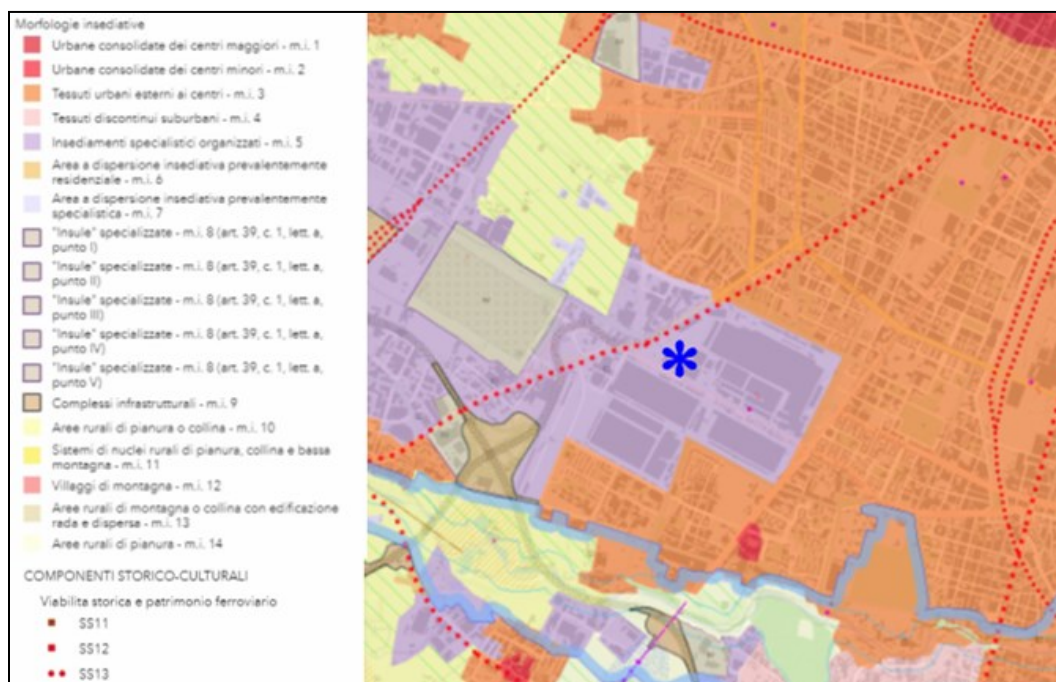 Morfologie insediative
Urbane consolidate dei centri maggiori - m.i. 1
Urbane consolidate dei centri minori - m.i. 2
Tessuti urbani esterni ai centri - m.i. 3
Tessuti discontinui suburbani - m.i. 4
Insediamenti specialistici organizzati - m.i. 5
Area a dispersione insediativa prevalentemente
residenziale - m.i. 6
Area a dispersione insediativa prevalentemente
specialistica - m.i. 7
"Insule" specializzate - m.i. 8 (art. 39, c. 1, lett. a,
punto I)
"Insule" specializzate - m.i. 8 (art. 39, c. 1, lett. a,
punto II)
"Insule" specializzate - m.i. 8 (art. 39, c. 1, lett. a,
punto III)
"Insule" specializzate - m.i. 8 (art. 39, c. 1, lett. a,
punto IV)
"Insule" specializzate - m.i. 8 (art. 39, c. 1, lett. a,
punto V)
Complessi infrastrutturali - m.i. 9
Aree rurali di pianura o collina - m.i. 10
Sistemi di nuclei rurali di pianura, collina e bassa
montagna - m.i. 11
Villaggi di montagna - m.i. 12
Aree rurali di montagna o collina con edificazione
rada e dispersa - m.i. 13
Aree rurali di pianura - m.i. 14
COMPONENTI STORICO-CULTURALI
Viabilita storica e patrimonio ferroviario
SS11
SS12
SS13